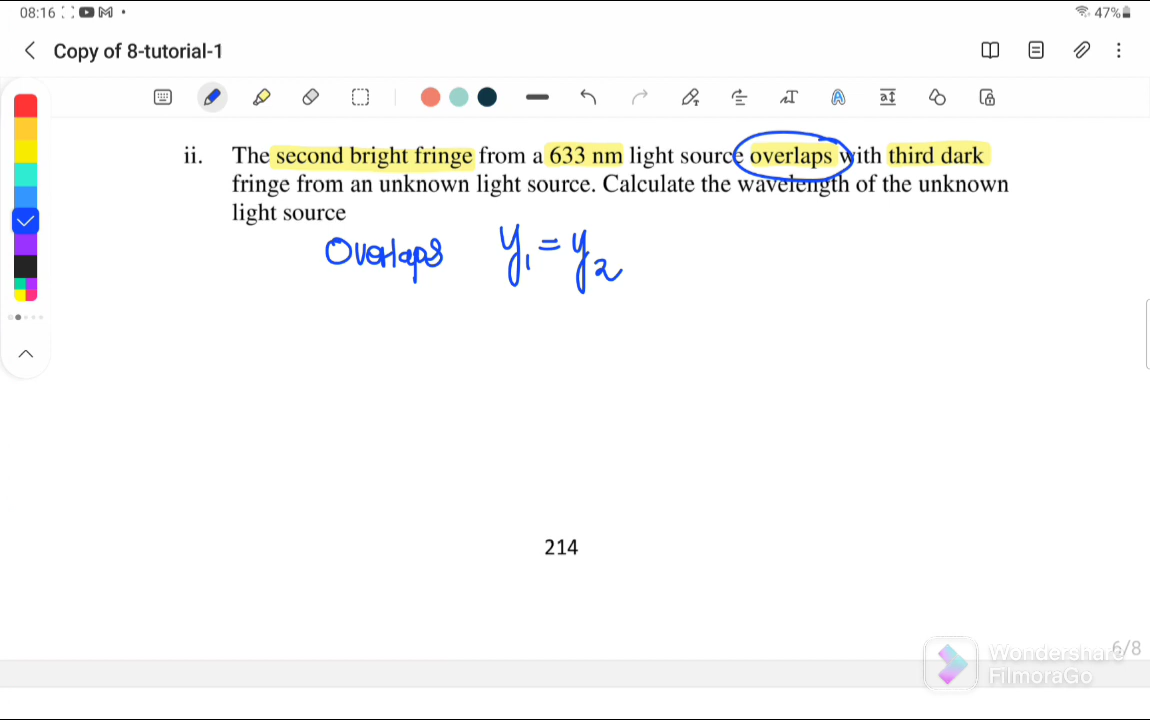 08:16 47%
Copy of 8-tutorial-1
ii. The second bright fringe from a 633 nm light source overlaps with third dark
fringe from an unknown light source. Calculate the wavelength of the unknown
light source
Overlaps y₁ = y₂
214
6/8
Wondershare
FilmoraGo